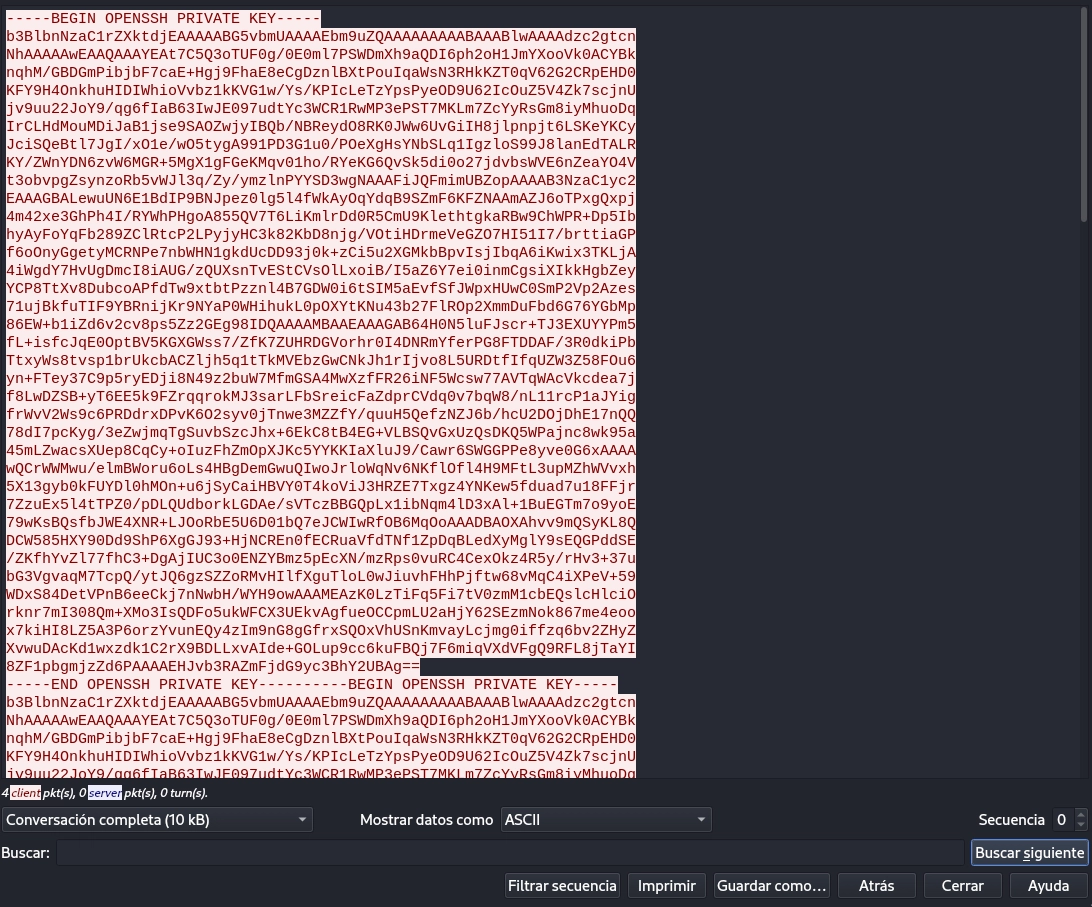 -----BEGIN OPENSSH PRIVATE KEY-----
b3BlbnNzaC1rZXktdjEAAAAABG5vbmUAAAAEbm9uZQAAAAAAAAABAAABlwAAAAdzc2gtcn
NhAAAAAwEAAQAAAYEAt7C5Q3oTUF0g/0E0ml7PSWDmXh9aQDI6ph2oH1JmYXooVk0ACYBk
nqhM/GBDGmPibjbF7caE+Hgj9FhaE8eCgDznlBXtPouIqaWsN3RHkKZT0qV62G2CRpEHD0
KFY9H4OnkhuHIDIWhioVvbz1kKVG1w/Ys/KPIcLeTzYpsPyeOD9U62IcOuZ5V4Zk7scjnU
jv9uu22JoY9/qg6fIaB63IwJE097udtYc3WCR1RwMP3ePST7MKLm7ZcYyRsGm8iyMhuoDq
IrCLHdMouMDiJaB1jse9SAOZwjyIBQb/NBReydO8RK0JWw6UvGiIH8jlpnpjt6LSKeYKCy
JciSQeBtl7JgI/xO1e/wO5tygA991PD3G1u0/POeXgHsYNbSLq1IgzloS99J8lanEdTALR
KY/ZWnYDN6zvW6MGR+5MgX1gFGeKMqv01ho/RYeKG6QvSk5di0o27jdvbsWVE6nZeaYO4V
t3obvpgZsynzoRb5vWJl3q/Zy/ymzlnPYYSD3wgNAAAFiJQFmimUBZopAAAAB3NzaC1yc2
EAAAGBALewuUN6E1BdIP9BNJpez0lg5l4fWkAyOqYdqB9SZmF6KFZNAAmAZJ6oTPxgQxpj
4m42xe3GhPh4I/RYWhPHgoA855QV7T6LiKmlrDd0R5CmU9KlethtgkaRBw9ChWPR+Dp5Ib
hyAyFoYqFb289ZClRtcP2LPyjyHC3k82KbD8njg/VOtiHDrmeVeGZO7HI51I7/brttiaGP
f6oOnyGgetyMCRNPe7nbWHN1gkdUcDD93j0k+zCi5u2XGMkbBpvIsjIbqA6iKwix3TKLjA
4iWgdY7HvUgDmcI8iAUG/zQUXsnTvEStCVsOlLxoiB/I5aZ6Y7ei0inmCgsiXIkkHgbZey
YCP8TtXv8DubcoAPfdTw9xtbtPzznl4B7GDW0i6tSIM5aEvfSfJWpxHUwC0SmP2Vp2Azes
71ujBkfuTIF9YBRnijKr9NYaP0WHihukL0pOXYtKNu43b27FlROp2XmmDuFbd6G76YGbMp
86EW+b1iZd6v2cv8ps5Zz2GEg98IDQAAAAMBAAEAAAGAB64H0N5luFJscr+TJ3EXUYYPm5
fL+isfcJqE0OptBV5KGXGWss7/ZfK7ZUHRDGVorhr0I4DNRmYferPG8FTDDAF/3R0dkiPb
TtxyWs8tvsp1brUkcbACZljh5q1tTkMVEbzGwCNkJh1rIjvo8L5URDtfIfqUZW3Z58FOu6
yn+FTey37C9p5ryEDji8N49z2buW7MfmGSA4MwXzfFR26iNF5Wcsw77AVTqWAcVkcdea7j
f8LwDZSB+yT6EE5k9FZrqqrokMJ3sarLFbSreicFaZdprCVdq0v7bqW8/nL11rcP1aJYig
frWvV2Ws9c6PRDdrxDPvK6O2syv0jTnwe3MZZfY/quuH5QefzNZJ6b/hcU2DOjDhE17nQQ
78dI7pcKyg/3eZwjmqTgSuvbSzcJhx+6EkC8tB4EG+VLBSQvGxUzQsDKQ5WPajnc8wk95a
45mLZwacsXUep8CqCy+oIuzFhZmOpXJKc5YYKKIaXluJ9/Cawr6SWGGPPe8yve0G6xAAAA
wQCrWWMwu/elmBWoru6oLs4HBgDemGwuQIwoJrloWqNv6NKflOfl4H9MFtL3upMZhWVvxh
5X13gyb0kFUYDl0hMOn+u6jSyCaiHBVY0T4koViJ3HRZE7Txgz4YNKew5fduad7u18FFjr
7ZzuEx5l4tTPZ0/pDLQUdborkLGDAe/sVTczBBGQpLx1ibNqm4lD3xAl+1BuEGTm7o9yoE
79wKsBQsfbJWE4XNR+LJOoRbE5U6D01bQ7eJCWIwRfOB6MqOoAAADBAOXAhvv9mQSyKL8Q
DCW585HXY90Dd9ShP6XgGJ93+HjNCREn0fECRuaVfdTNf1ZpDqBLedXyMglY9sEQGPddSE
/ZKfhYvZl77fhC3+DgAjIUC3o0ENZYBmz5pEcXN/mzRps0vuRC4CexOkz4R5y/rHv3+37u
bG3VgvaqM7TcpQ/ytJQ6gzSZZoRMvHIlfXguTloL0wJiuvhFHhPjftw68vMqC4iXPeV+59
WDxS84DetVPnB6eeCkj7nNwbH/WYH9owAAAMEAzK0LzTiFq5Fi7tV0zmM1cbEQslcHlciO
rknr7mI308Qm+XMo3IsQDFo5ukWFCX3UEkvAgfueOCCpmLU2aHjY62SEzmNok867me4eoo
x7kiHI8LZ5A3P6orzYvunEQy4zIm9nG8gGfrxSQOxVhUSnKmvayLcjmg0iffzq6bv2ZHyZ
XvwuDAcKd1wxzdk1C2rX9BDLLxvAIde+GOLup9cc6kuFBQj7F6miqVXdVFgQ9RFL8jTaYI
8ZF1pbgmjzZd6PAAAAEHJvb3RAZmFjdG9yc3BhY2UBAg==
-----END OPENSSH PRIVATE KEY----------BEGIN OPENSSH PRIVATE KEY-----
b3BlbnNzaC1rZXktdjEAAAAABG5vbmUAAAAEbm9uZQAAAAAAAAABAAABlwAAAAdzc2gtcn
NhAAAAAwEAAQAAAYEAt7C5Q3oTUF0g/0E0ml7PSWDmXh9aQDI6ph2oH1JmYXooVk0ACYBk
nqhM/GBDGmPibjbF7caE+Hgj9FhaE8eCgDznlBXtPouIqaWsN3RHkKZT0qV62G2CRpEHD0
KFY9H4OnkhuHIDIWhioVvbz1kKVG1w/Ys/KPIcLeTzYpsPyeOD9U62IcOuZ5V4Zk7scjnU
jv9uu22JoY9/qg6fIaB63IwJE097udtYc3WCR1RwMP3ePST7MKLm7ZcYyRsGm8iyMhuoDq
4 client pkt(s), 0 server pkt(s), 0 turn(s).
Conversación completa (10 kB) Mostrar datos como ASCII Secuencia 0
Buscar: Buscar siguiente
Filtrar secuencia Imprimir Guardar como… Atrás Cerrar Ayuda